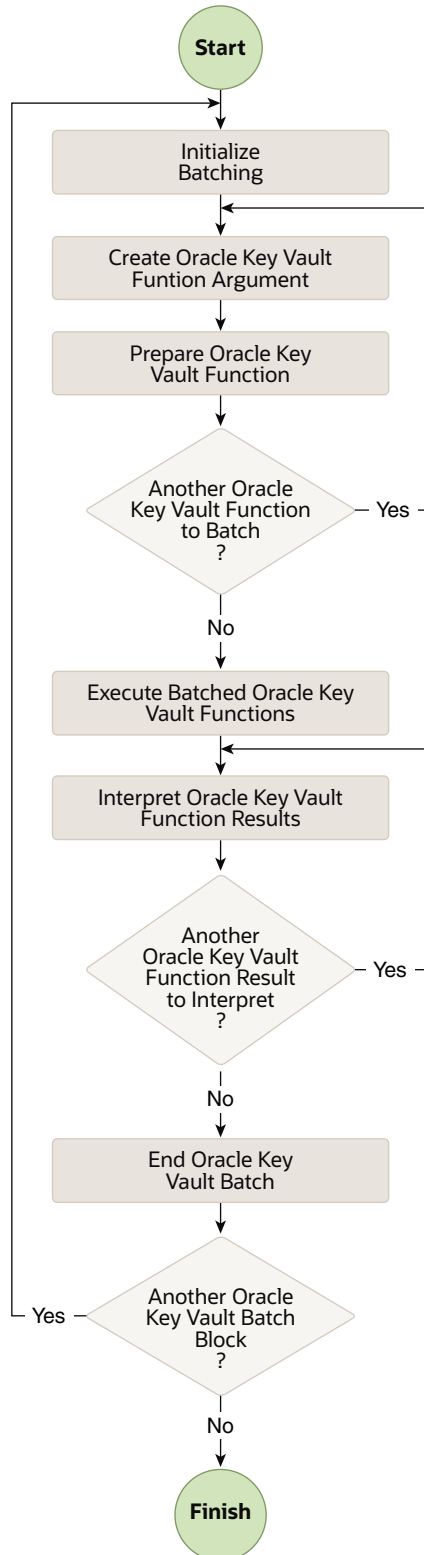 Start
Initialize
Batching
Create Oracle Key Vault
Funtion Argument
Prepare Oracle Key
Vault Function
Another Oracle
Key Vault Function
to Batch
?
Yes
No
Execute Batched Oracle Key
Vault Functions
Interpret Oracle Key Vault
Function Results
Another
Oracle Key Vault
Function Result
to Interpret
?
Yes
No
End Oracle Key
Vault Batch
Another Oracle
Key Vault Batch
Block
?
Yes
No
Finish